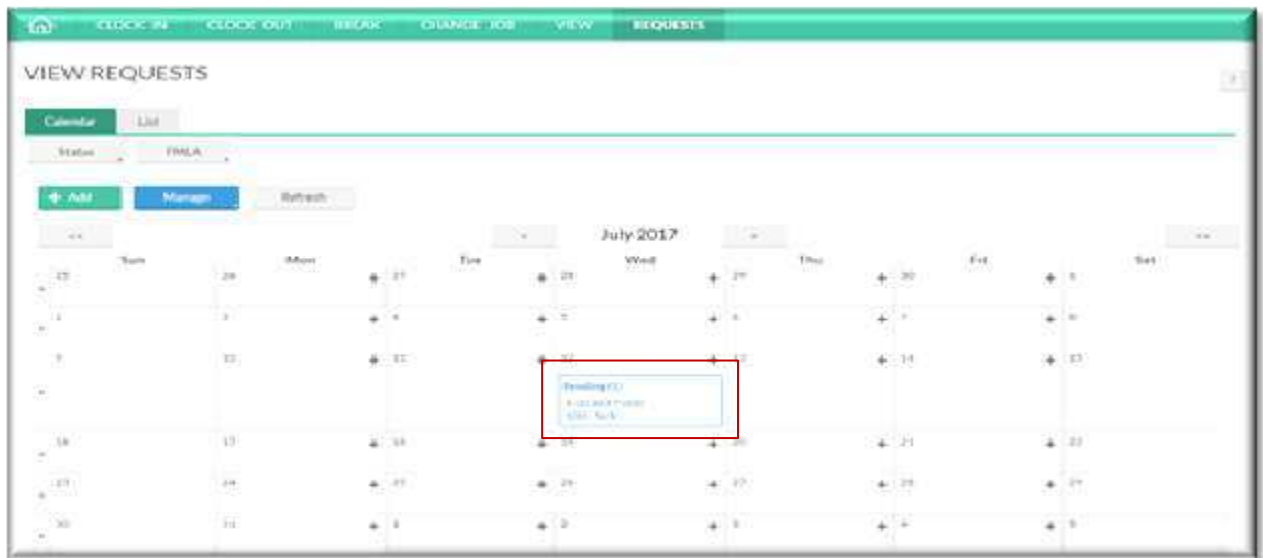 CLOCK IN CLOCK OUT BREAK CHANGE JOB VIEW REQUESTS
VIEW REQUESTS
Calendar List
Status FMLA
+ Add Manage Refresh
<< < July 2017 > >>
Sun Mon Tue Wed Thu Fri Sat
25 26 27 28 29 30 1
2 3 4 5 6 7 8
9 10 11 12 13 14 15
Pending (1)
16 17 18 19 20 21 22
23 24 25 26 27 28 29
30 31 1 2 3 4 5